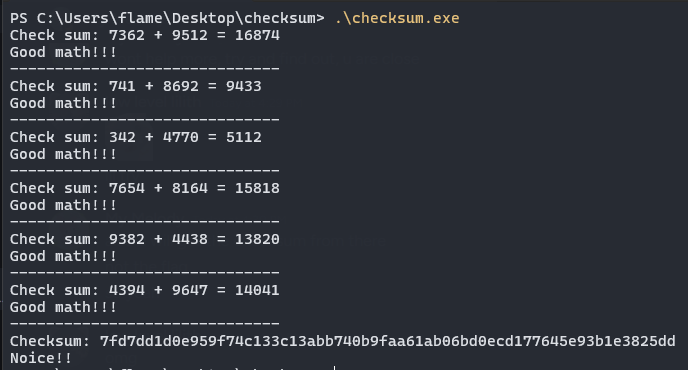 PS C:\Users\flame\Desktop\checksum> .\checksum.exe
Check sum: 7362 + 9512 = 16874
Good math!!!
------------------------------
Check sum: 741 + 8692 = 9433
Good math!!!
------------------------------
Check sum: 342 + 4770 = 5112
Good math!!!
------------------------------
Check sum: 7654 + 8164 = 15818
Good math!!!
------------------------------
Check sum: 9382 + 4438 = 13820
Good math!!!
------------------------------
Check sum: 4394 + 9647 = 14041
Good math!!!
------------------------------
Checksum: 7fd7dd1d0e959f74c133c13abb740b9faa61ab06bd0ecd177645e93b1e3825dd
Noice!!